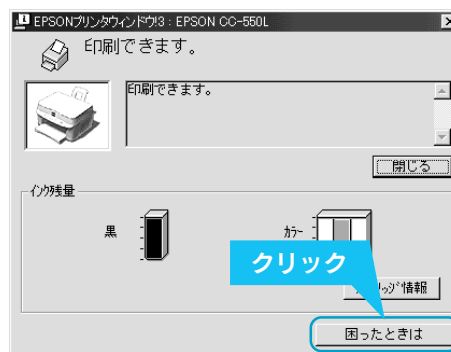 EPSONプリンタウィンドウ!3 : EPSON CC-550L
印刷できます。
印刷できます。
閉じる
インク残量
黒
カラー
クリック
リッジ情報
困ったときは